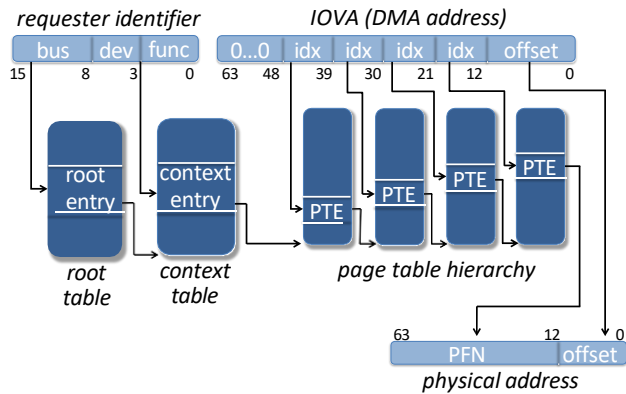 requester identifier
IOVA (DMA address)
bus dev func
0...0 idx idx idx idx offset
15 8 3 0
63 48 39 30 21 12 0
root
entry
context
entry
PTE
PTE
PTE
PTE
root
table
context
table
page table hierarchy
63 12 0
PFN offset
physical address